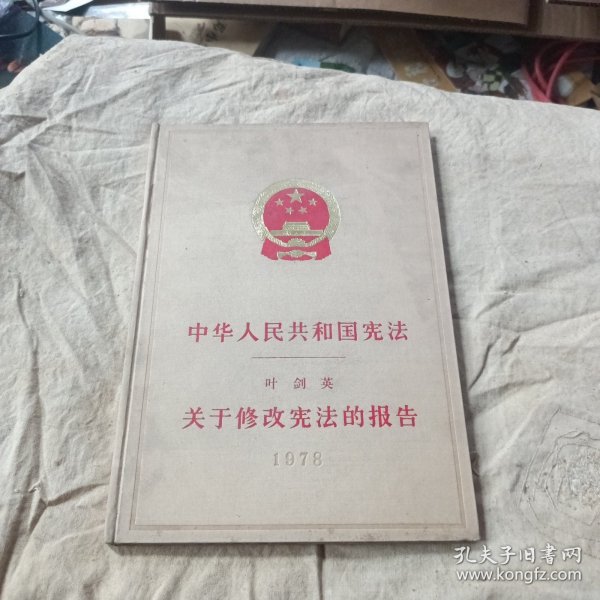 中华人民共和国宪法
叶剑英
关于修改宪法的报告
1978
孔夫子旧书网
www.kongfz.com